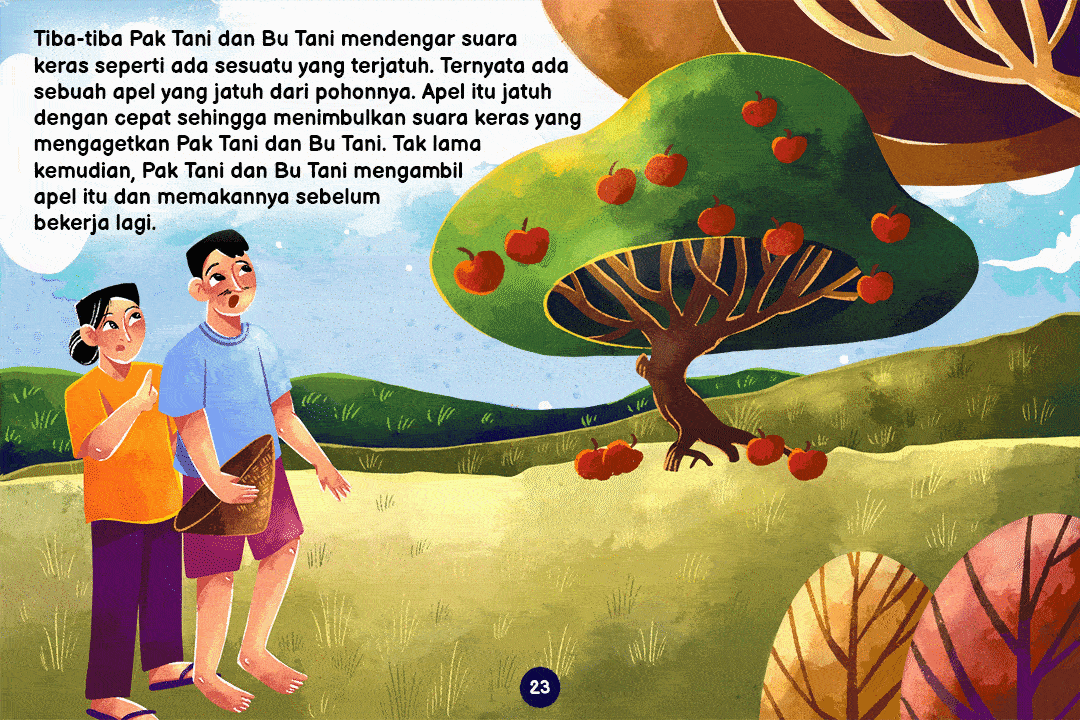 Tiba-tiba Pak Tani dan Bu Tani mendengar suara
keras seperti ada sesuatu yang terjatuh. Ternyata ada
sebuah apel yang jatuh dari pohonnya. Apel itu jatuh
dengan cepat sehingga menimbulkan suara keras yang
mengagetkan Pak Tani dan Bu Tani. Tak lama
kemudian, Pak Tani dan Bu Tani mengambil
apel itu dan memakannya sebelum
bekerja lagi.
23